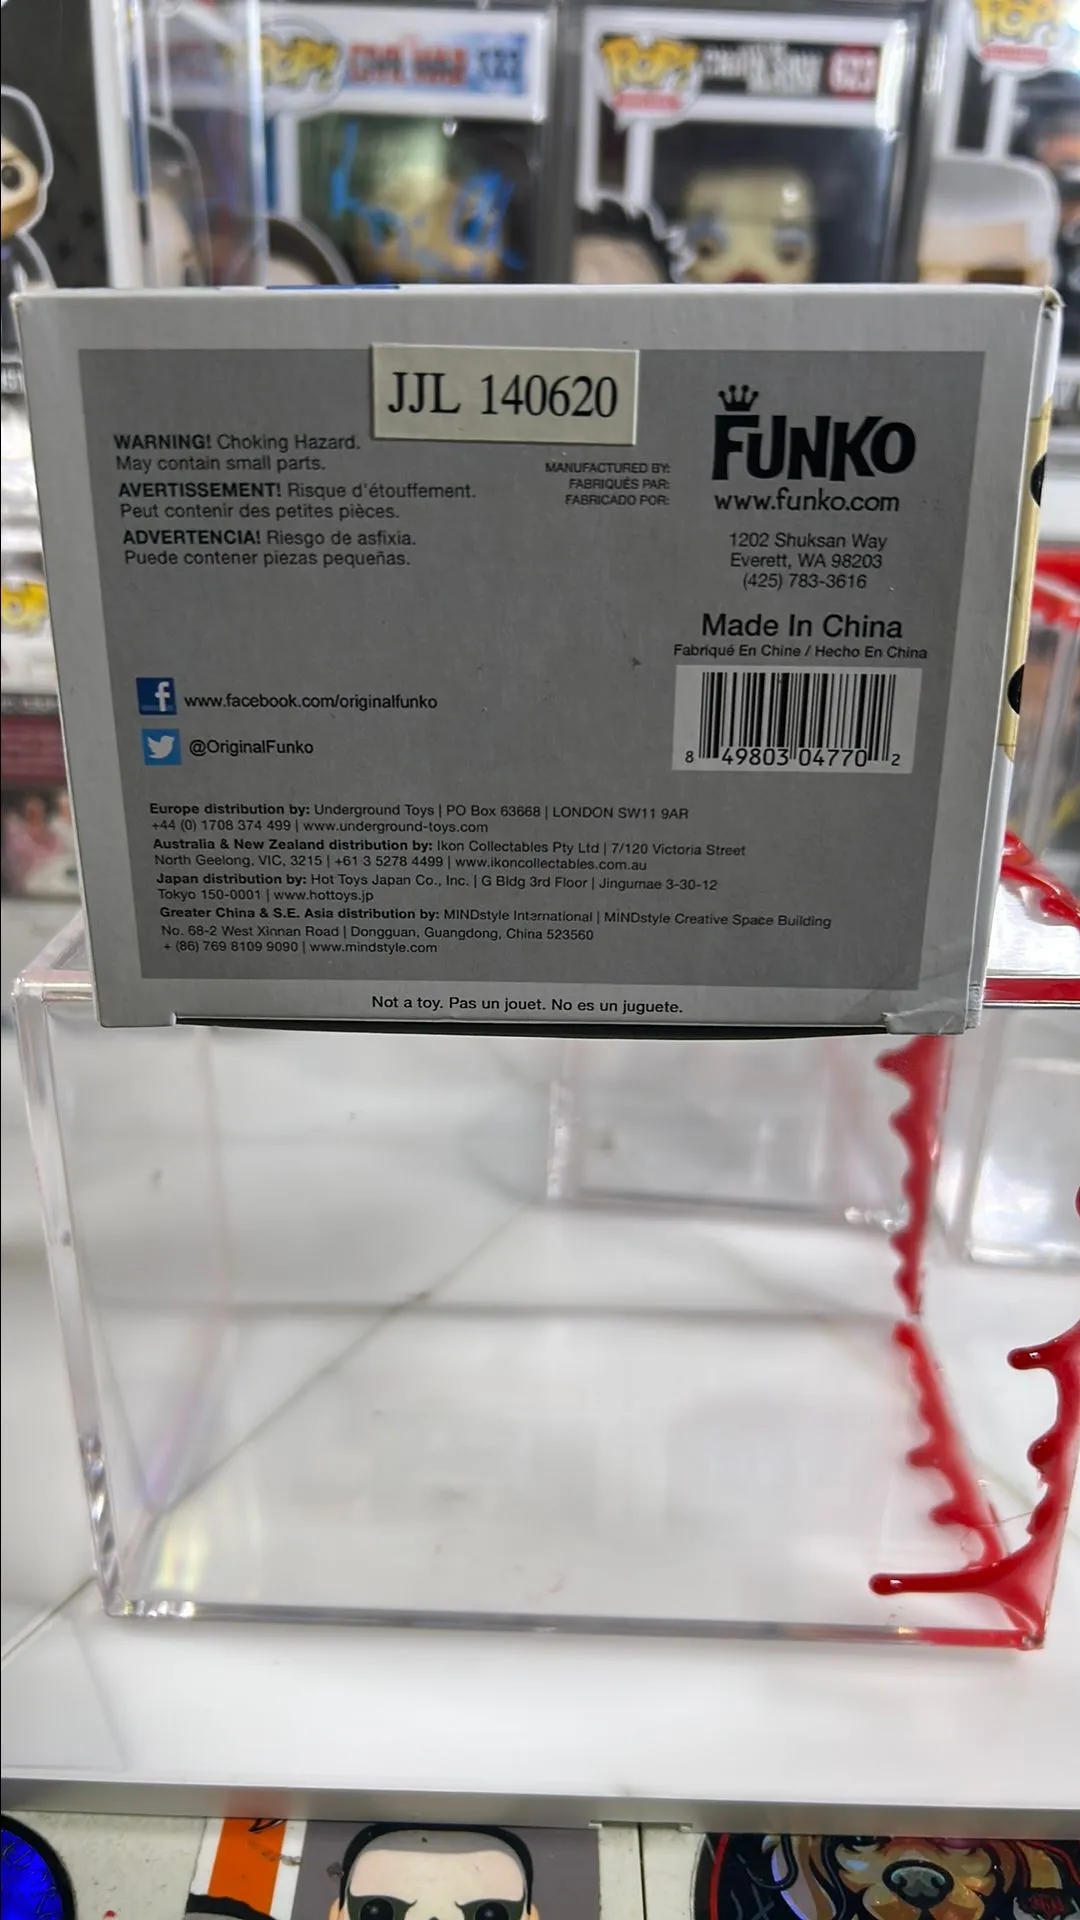 POP!
CIVIL WAR 133
POP!
623
POP!
JJL 140620
WARNING! Choking Hazard.
May contain small parts.
AVERTISSEMENT! Risque d'étouffement.
Peut contenir des petites pièces.
ADVERTENCIA! Riesgo de asfixia.
Puede contener piezas pequeñas.
MANUFACTURED BY:
FABRIQUÉS PAR:
FABRICADO POR:
FUNKO
www.funko.com
1202 Shuksan Way
Everett, WA 98203
(425) 783-3616
Made In China
Fabriqué En Chine / Hecho En China
8 49803 04770 2
f www.facebook.com/originalfunko
@OriginalFunko
Europe distribution by: Underground Toys | PO Box 63668 | LONDON SW11 9AR
+44 (0) 1708 374 499 | www.underground-toys.com
Australia & New Zealand distribution by: Ikon Collectables Pty Ltd | 7/120 Victoria Street
North Geelong, VIC, 3215 | +61 3 5278 4499 | www.ikoncollectables.com.au
Japan distribution by: Hot Toys Japan Co., Inc. | G Bldg 3rd Floor | Jingumae 3-30-12
Tokyo 150-0001 | www.hottoys.jp
Greater China & S.E. Asia distribution by: MINDstyle International | MINDstyle Creative Space Building
No. 68-2 West Xinnan Road | Dongguan, Guangdong, China 523560
+ (86) 769 8109 9090 | www.mindstyle.com
Not a toy. Pas un jouet. No es un juguete.